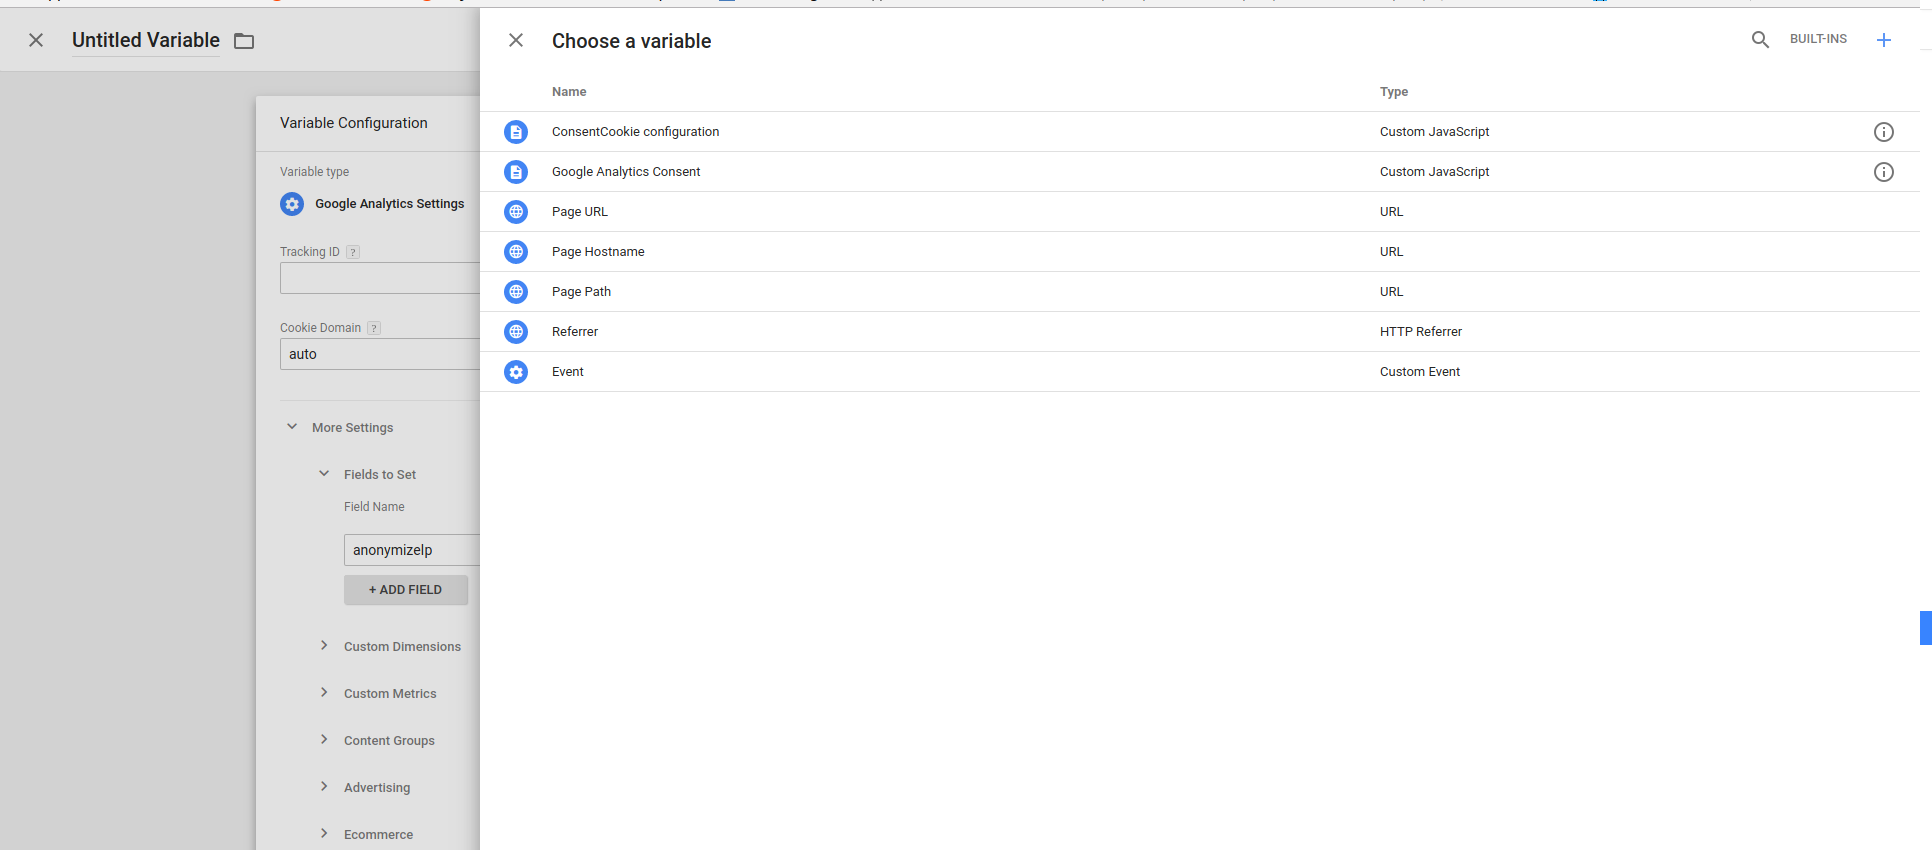 Untitled Variable
Variable Configuration
Variable type
Google Analytics Settings
Tracking ID ?
Cookie Domain ?
auto
More Settings
Fields to Set
Field Name
anonymizeIp
+ ADD FIELD
Custom Dimensions
Custom Metrics
Content Groups
Advertising
Ecommerce
Choose a variable
BUILT-INS
Name Type
ConsentCookie configuration Custom JavaScript
Google Analytics Consent Custom JavaScript
Page URL URL
Page Hostname URL
Page Path URL
Referrer HTTP Referrer
Event Custom Event